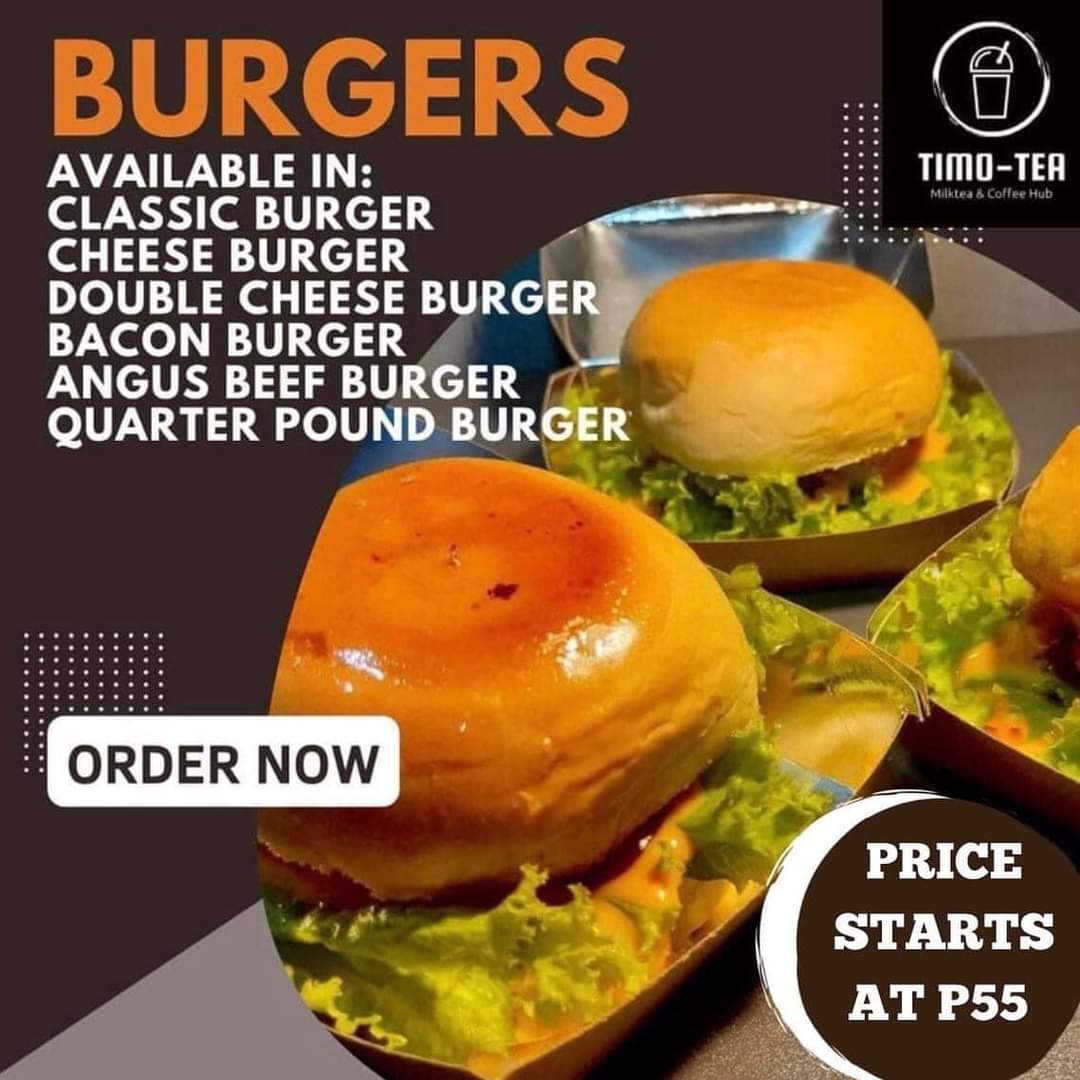 BURGERS
AVAILABLE IN:
CLASSIC BURGER
CHEESE BURGER
DOUBLE CHEESE BURGER
BACON BURGER
ANGUS BEEF BURGER
QUARTER POUND BURGER
TIMO-TEA
Milktea & Coffee Hub
ORDER NOW
PRICE
STARTS
AT P55